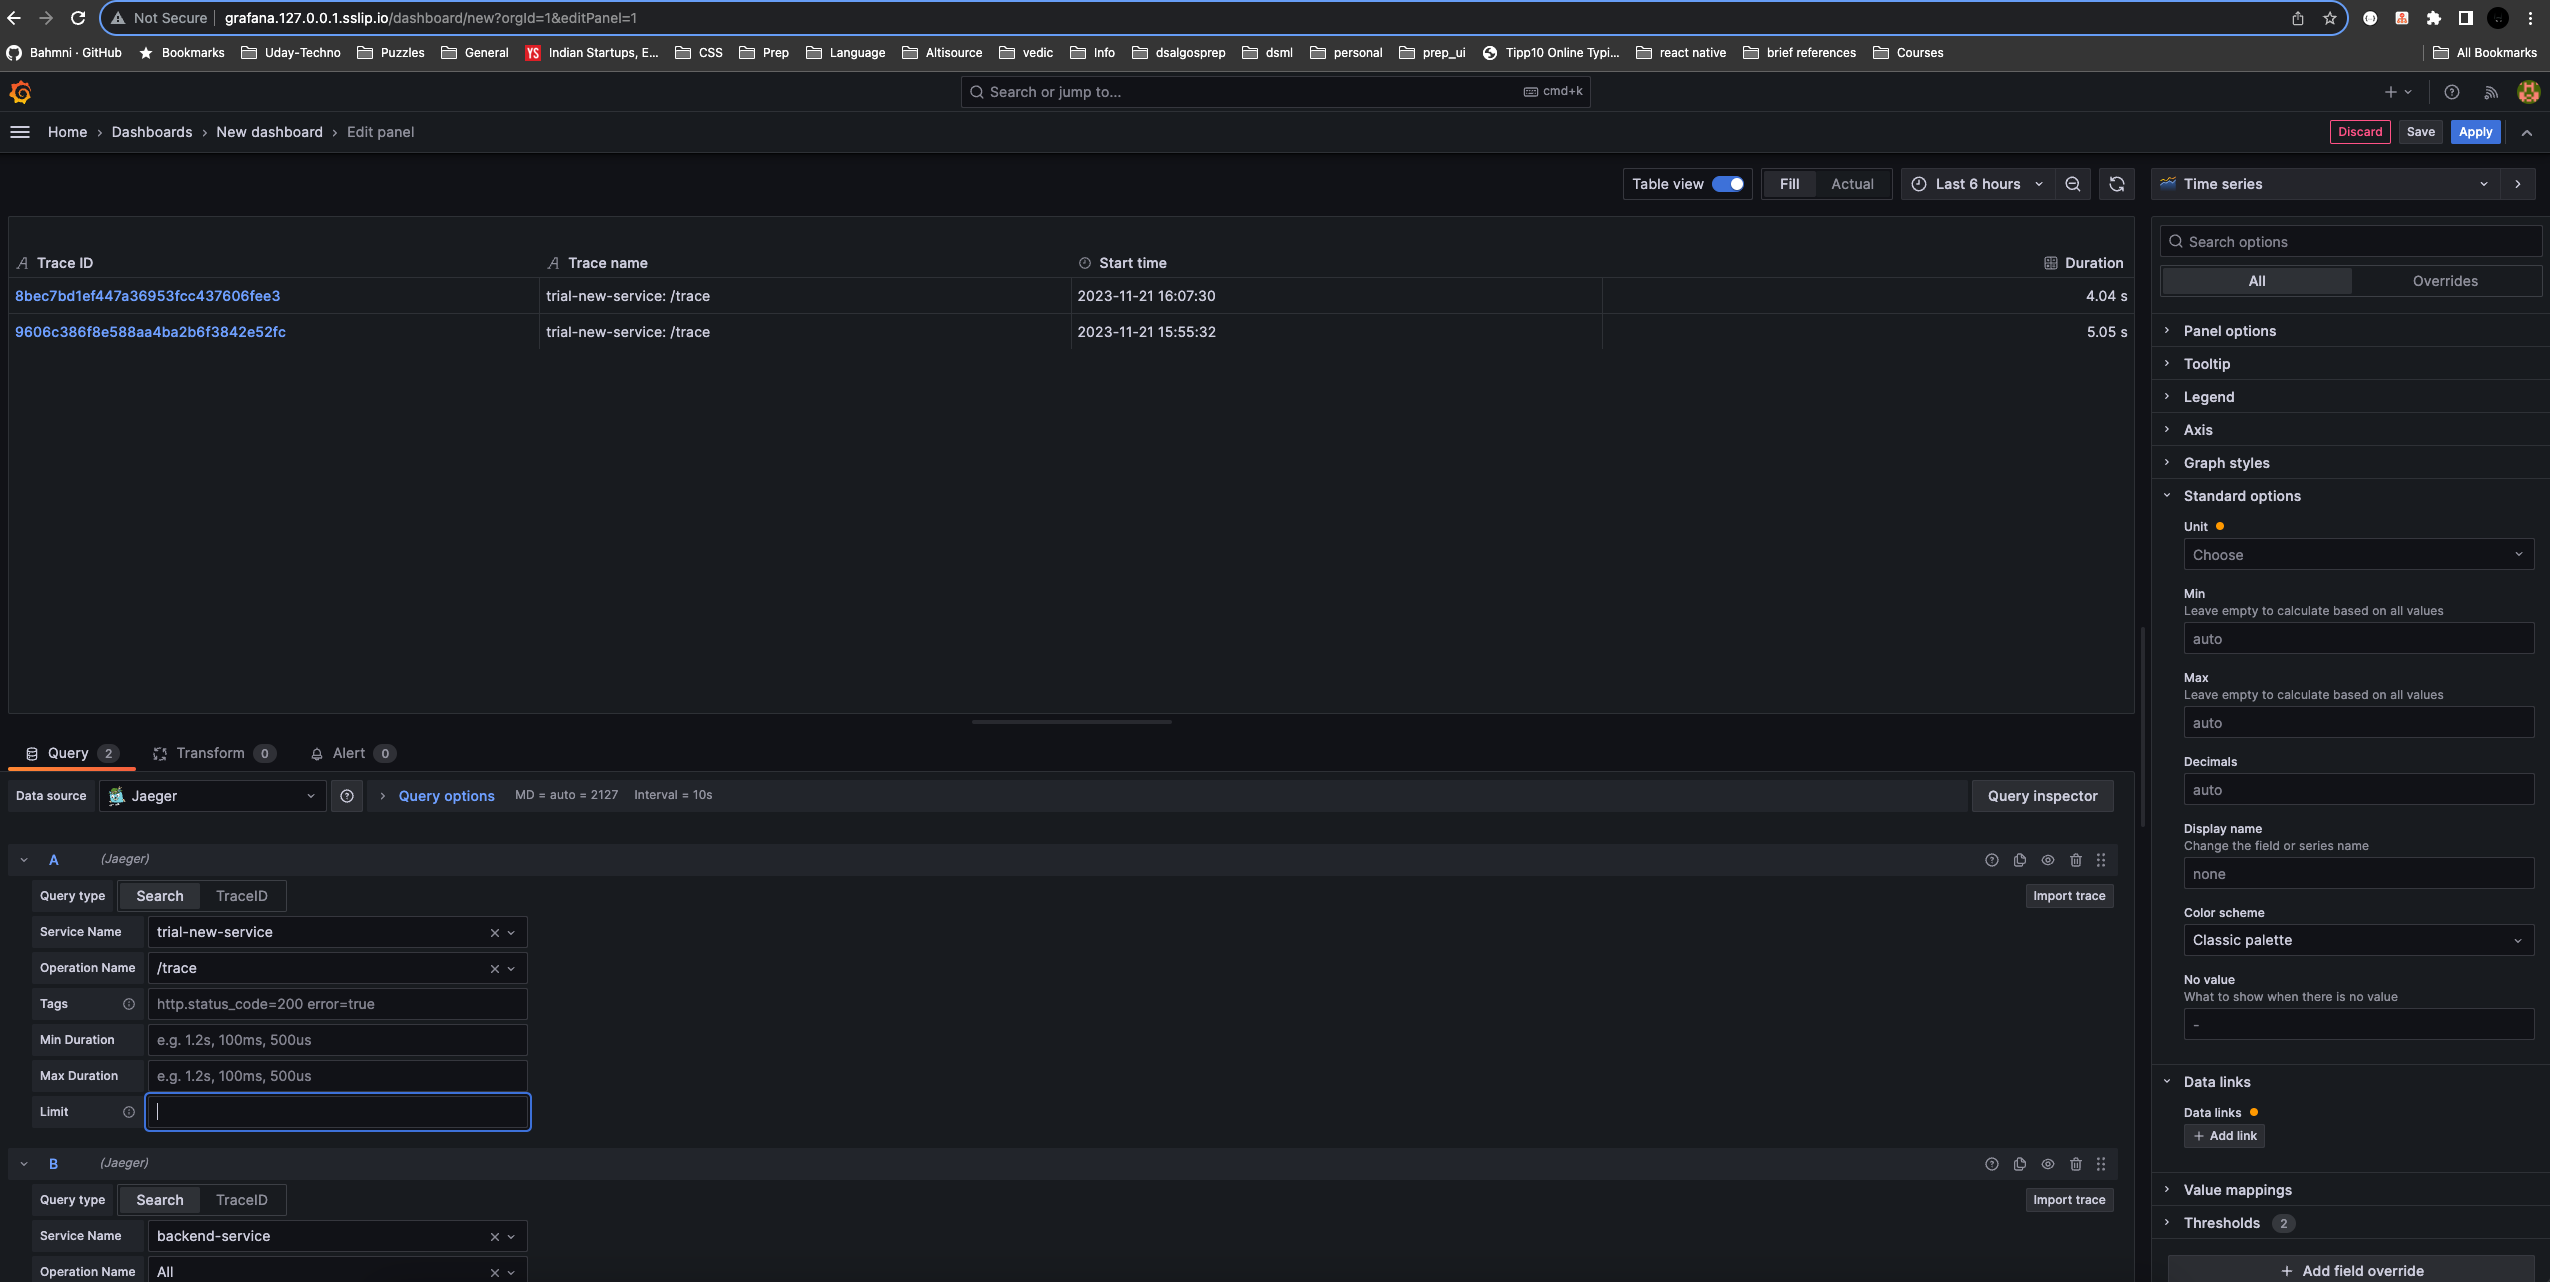 Not Secure grafana.127.0.0.1.sslip.io/dashboard/new?orgId=1&editPanel=1
Bahmni · GitHub Bookmarks Uday-Techno Puzzles General YS Indian Startups, E... CSS Prep Language Altisource vedic Info dsalgosprep dsml personal prep_ui Tipp10 Online Typi... react native brief references Courses All Bookmarks
Search or jump to... cmd+k
Home › Dashboards › New dashboard › Edit panel Discard Save Apply
Table view Fill Actual Last 6 hours Time series
Search options
Trace ID Trace name Start time Duration
All Overrides
8bec7bd1ef447a36953fcc437606fee3 trial-new-service: /trace 2023-11-21 16:07:30 4.04 s
9606c386f8e588aa4ba2b6f3842e52fc trial-new-service: /trace 2023-11-21 15:55:32 5.05 s
Panel options
Tooltip
Legend
Axis
Graph styles
Standard options
Unit
Choose
Min
Leave empty to calculate based on all values
auto
Max
Leave empty to calculate based on all values
auto
Decimals
auto
Display name
Change the field or series name
none
Color scheme
Classic palette
No value
What to show when there is no value
-
Data links
Data links
+ Add link
Value mappings
Thresholds 2
+ Add field override
Query 2 Transform 0 Alert 0
Data source Jaeger Query options MD = auto = 2127 Interval = 10s Query inspector
A (Jaeger)
Query type Search TraceID Import trace
Service Name trial-new-service
Operation Name /trace
Tags http.status_code=200 error=true
Min Duration e.g. 1.2s, 100ms, 500us
Max Duration e.g. 1.2s, 100ms, 500us
Limit
B (Jaeger)
Query type Search TraceID Import trace
Service Name backend-service
Operation Name All